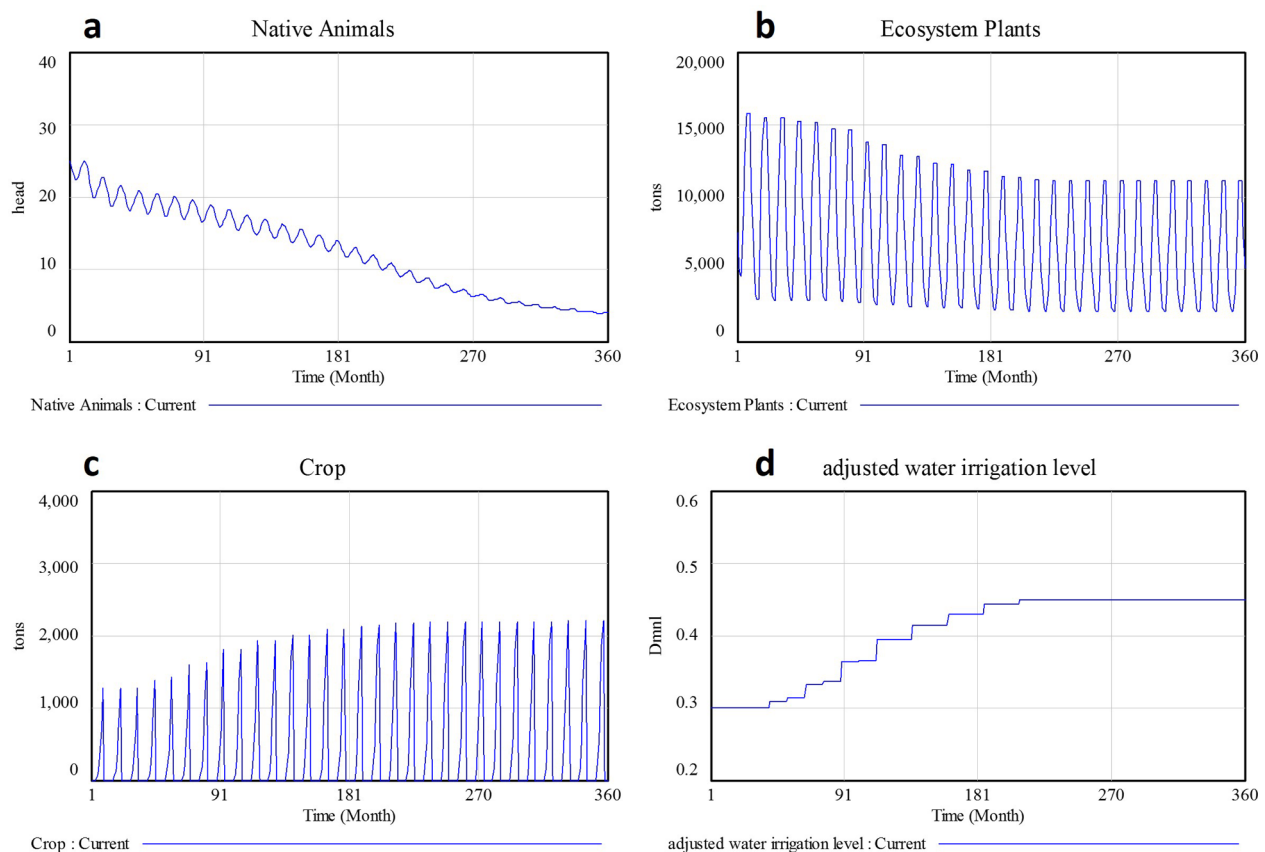 a Native Animals
40
30
20
10
0
head
1 91 181 270 360
Time (Month)
Native Animals : Current
b Ecosystem Plants
20,000
15,000
10,000
5,000
0
tons
1 91 181 270 360
Time (Month)
Ecosystem Plants : Current
c Crop
4,000
3,000
2,000
1,000
0
tons
1 91 181 270 360
Time (Month)
Crop : Current
d adjusted water irrigation level
0.6
0.5
0.4
0.3
0.2
Dmnl
1 91 181 270 360
Time (Month)
adjusted water irrigation level : Current